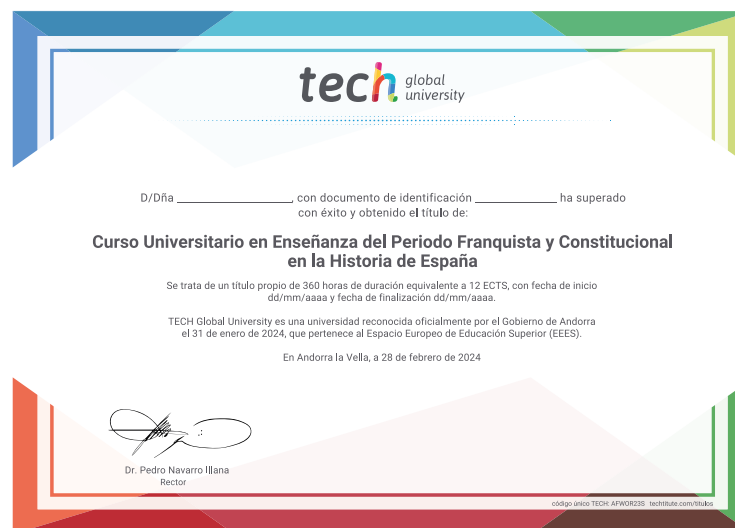 tech global
university
D/Dña ____________________, con documento de identificación ______________ ha superado
con éxito y obtenido el título de:
Curso Universitario en Enseñanza del Periodo Franquista y Constitucional
en la Historia de España
Se trata de un título propio de 360 horas de duración equivalente a 12 ECTS, con fecha de inicio
dd/mm/aaaa y fecha de finalización dd/mm/aaaa.
TECH Global University es una universidad reconocida oficialmente por el Gobierno de Andorra
el 31 de enero de 2024, que pertenece al Espacio Europeo de Educación Superior (EEES).
En Andorra la Vella, a 28 de febrero de 2024
Dr. Pedro Navarro Illana
Rector
código único TECH: AFWOR23S techtitute.com/titulos